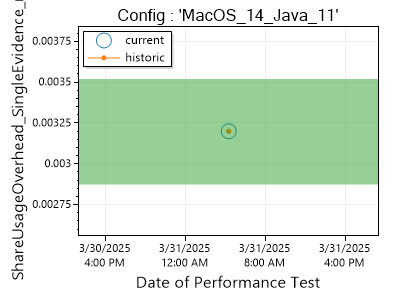 Config : 'MacOS_14_Java_11'
current
historic
0.00375
0.0035
0.00325
0.003
0.00275
ShareUsageOverhead_SingleEvidence_
3/30/2025 3/31/2025 3/31/2025 3/31/2025
4:00 PM 12:00 AM 8:00 AM 4:00 PM
Date of Performance Test